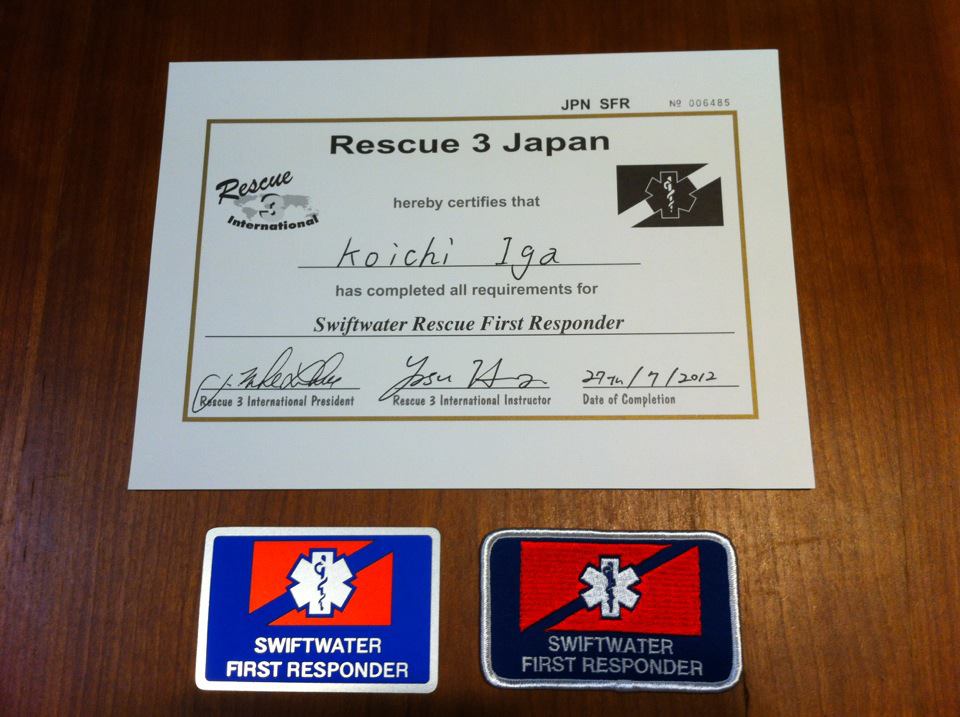 JPN SFR № 006485
Rescue 3 Japan
Rescue
3
International
hereby certifies that
Koichi Iga
has completed all requirements for
Swiftwater Rescue First Responder
27th / 7 / 2012
Rescue 3 International President
Rescue 3 International Instructor
Date of Completion
SWIFTWATER
FIRST RESPONDER
SWIFTWATER
FIRST RESPONDER